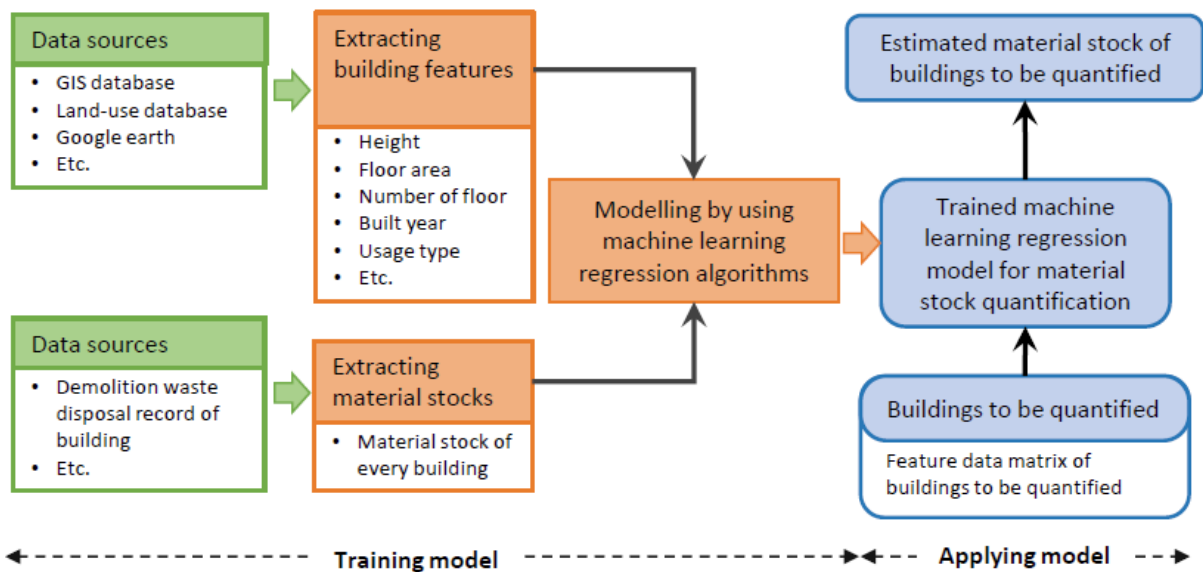 Data sources
• GIS database
• Land-use database
• Google earth
• Etc.
Extracting
building features
• Height
• Floor area
• Number of floor
• Built year
• Usage type
• Etc.
Data sources
• Demolition waste
disposal record of
building
• Etc.
Extracting
material stocks
• Material stock of
every building
Modelling by using
machine learning
regression algorithms
Estimated material stock of
buildings to be quantified
Trained machine
learning regression
model for material
stock quantification
Buildings to be quantified
Feature data matrix of
buildings to be quantified
Training model
Applying model